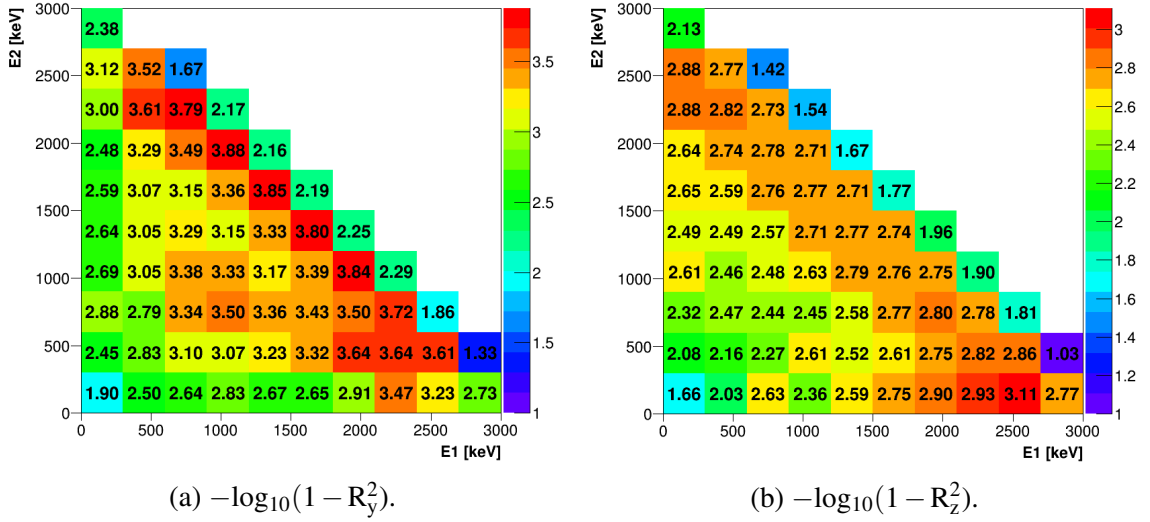 E2 [keV]
3000
2500
2000
1500
1000
500
0
2.38
3.12 3.52 1.67
3.00 3.61 3.79 2.17
2.48 3.29 3.49 3.88 2.16
2.59 3.07 3.15 3.36 3.85 2.19
2.64 3.05 3.29 3.15 3.33 3.80 2.25
2.69 3.05 3.38 3.33 3.17 3.39 3.84 2.29
2.88 2.79 3.34 3.50 3.36 3.43 3.50 3.72 1.86
2.45 2.83 3.10 3.07 3.23 3.32 3.64 3.64 3.61 1.33
1.90 2.50 2.64 2.83 2.67 2.65 2.91 3.47 3.23 2.73
0 500 1000 1500 2000 2500 3000
E1 [keV]
3.5
3
2.5
2
1.5
1
(a) −log₁₀(1 − R²y).
E2 [keV]
3000
2500
2000
1500
1000
500
0
2.13
2.88 2.77 1.42
2.88 2.82 2.73 1.54
2.64 2.74 2.78 2.71 1.67
2.65 2.59 2.76 2.77 2.71 1.77
2.49 2.49 2.57 2.71 2.77 2.74 1.96
2.61 2.46 2.48 2.63 2.79 2.76 2.75 1.90
2.32 2.47 2.44 2.45 2.58 2.77 2.80 2.78 1.81
2.08 2.16 2.27 2.61 2.52 2.61 2.75 2.82 2.86 1.03
1.66 2.03 2.63 2.36 2.59 2.75 2.90 2.93 3.11 2.77
0 500 1000 1500 2000 2500 3000
E1 [keV]
3
2.8
2.6
2.4
2.2
2
1.8
1.6
1.4
1.2
1
(b) −log₁₀(1 − R²z).